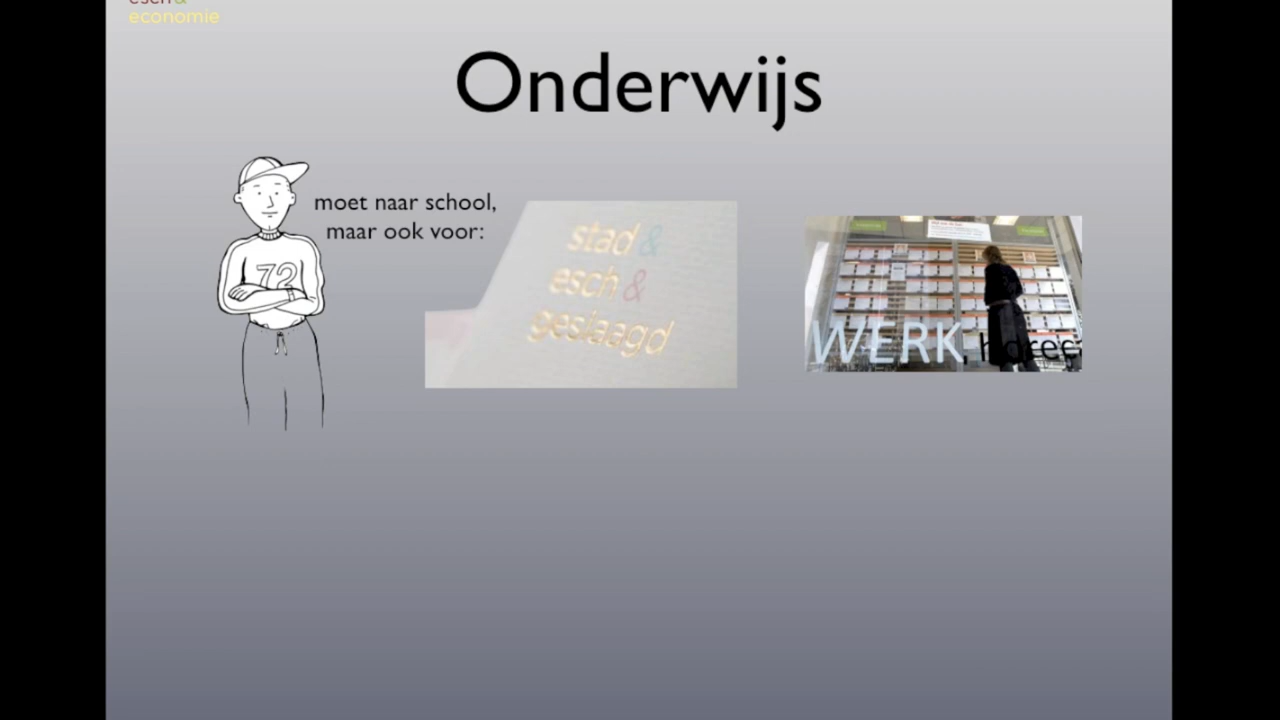 economie
Onderwijs
moet naar school,
maar ook voor:
72
stad &
esch &
geslaagd
WERK,